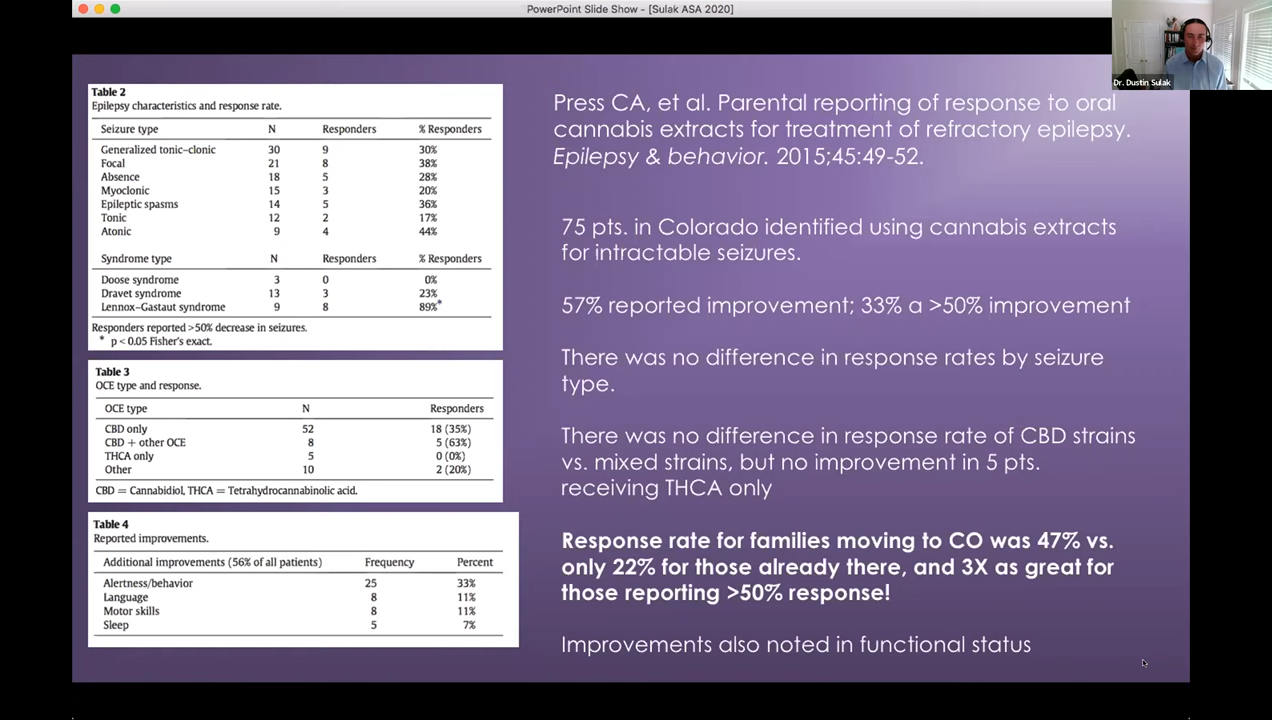 PowerPoint Slide Show - [Sulak ASA 2020]
Dr. Dustin Sulak
Table 2
Epilepsy characteristics and response rate.
Seizure type N Responders % Responders
Generalized tonic–clonic 30 9 30%
Focal 21 8 38%
Absence 18 5 28%
Myoclonic 15 3 20%
Epileptic spasms 14 5 36%
Tonic 12 2 17%
Atonic 9 4 44%
Syndrome type N Responders % Responders
Doose syndrome 3 0 0%
Dravet syndrome 13 3 23%
Lennox–Gastaut syndrome 9 8 89%*
Responders reported >50% decrease in seizures.
* p < 0.05 Fisher's exact.
Table 3
OCE type and response.
OCE type N Responders
CBD only 52 18 (35%)
CBD + other OCE 8 5 (63%)
THCA only 5 0 (0%)
Other 10 2 (20%)
CBD = Cannabidiol, THCA = Tetrahydrocannabinolic acid.
Table 4
Reported improvements.
Additional improvements (56% of all patients) Frequency Percent
Alertness/behavior 25 33%
Language 8 11%
Motor skills 8 11%
Sleep 5 7%
Press CA, et al. Parental reporting of response to oral
cannabis extracts for treatment of refractory epilepsy.
Epilepsy & behavior. 2015;45:49-52.
75 pts. in Colorado identified using cannabis extracts
for intractable seizures.
57% reported improvement; 33% a >50% improvement
There was no difference in response rates by seizure
type.
There was no difference in response rate of CBD strains
vs. mixed strains, but no improvement in 5 pts.
receiving THCA only
Response rate for families moving to CO was 47% vs.
only 22% for those already there, and 3X as great for
those reporting >50% response!
Improvements also noted in functional status